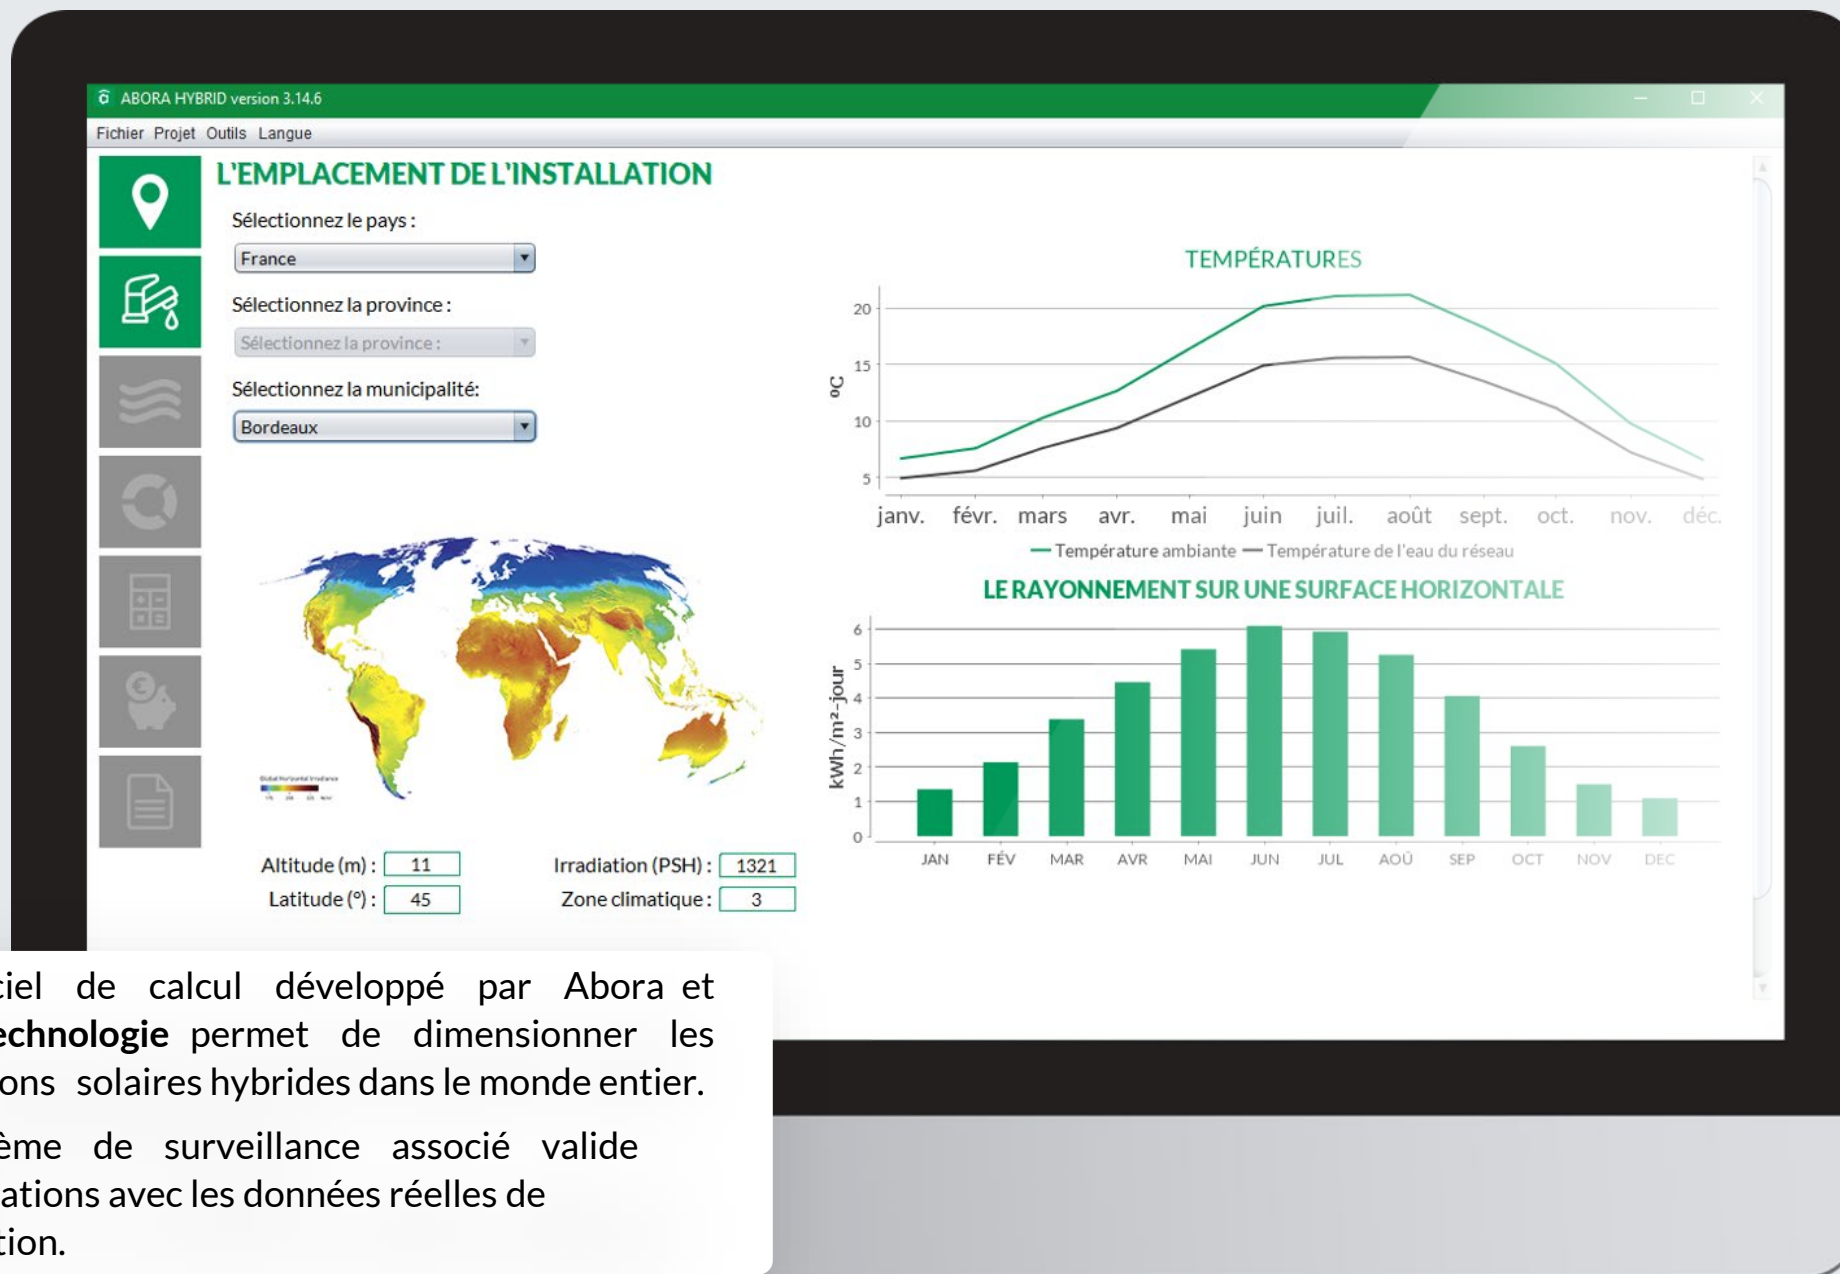 ABORA HYBRID version 3.14.6
Fichier Projet Outils Langue
L'EMPLACEMENT DE L'INSTALLATION
Sélectionnez le pays :
France
Sélectionnez la province :
Sélectionnez la province :
Sélectionnez la municipalité:
Bordeaux
Global Horizontal Irradiance
Altitude (m) : 11
Irradiation (PSH) : 1321
Latitude (º) : 45
Zone climatique : 3
TEMPÉRATURES
20
15
10
5
ºC
janv. févr. mars avr. mai juin juil. août sept. oct. nov. déc.
Température ambiante Température de l'eau du réseau
LE RAYONNEMENT SUR UNE SURFACE HORIZONTALE
6
5
4
3
2
1
0
kWh/m²-jour
JAN FÉV MAR AVR MAI JUN JUL AOÛ SEP OCT NOV DEC
ciel de calcul développé par Abora et
echnologie permet de dimensionner les
ons solaires hybrides dans le monde entier.
ème de surveillance associé valide
ations avec les données réelles de
tion.